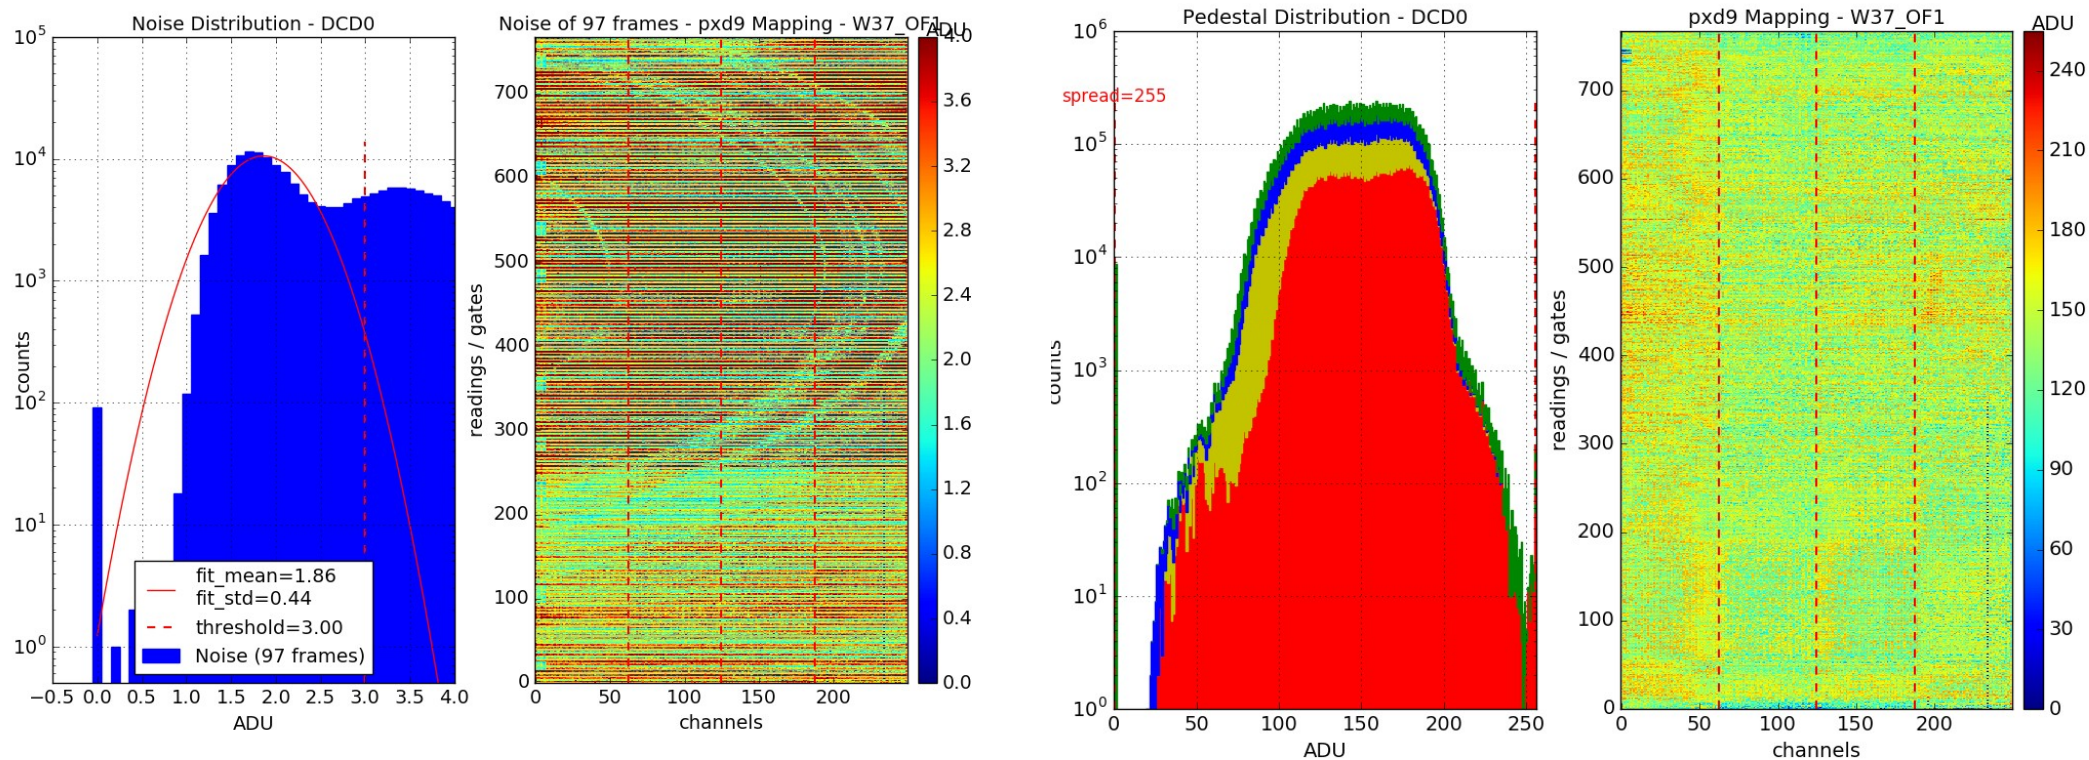 Noise Distribution - DCD0
10^5
10^4
10^3
10^2
10^1
10^0
counts
−0.5 0.0 0.5 1.0 1.5 2.0 2.5 3.0 3.5 4.0
ADU
fit_mean=1.86
fit_std=0.44
threshold=3.00
Noise (97 frames)
Noise of 97 frames - pxd9 Mapping - W37_OF1
ADU
700
600
500
400
300
200
100
0
readings / gates
0 50 100 150 200
channels
4.0
3.6
3.2
2.8
2.4
2.0
1.6
1.2
0.8
0.4
0.0
Pedestal Distribution - DCD0
spread=255
10^6
10^5
10^4
10^3
10^2
10^1
10^0
counts
0 50 100 150 200 250
ADU
pxd9 Mapping - W37_OF1
ADU
700
600
500
400
300
200
100
0
readings / gates
0 50 100 150 200
channels
240
210
180
150
120
90
60
30
0